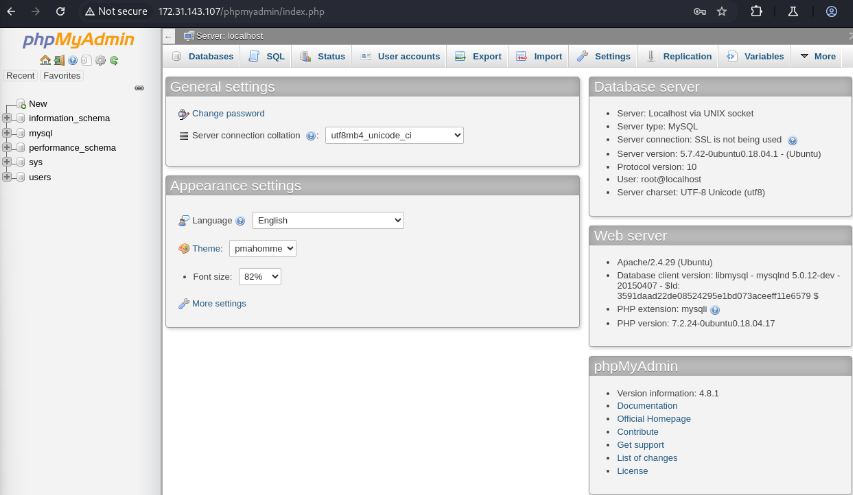 Not secure 172.31.143.107/phpmyadmin/index.php
phpMyAdmin
Recent Favorites
New
information_schema
mysql
performance_schema
sys
users
Server: localhost
Databases SQL Status User accounts Export Import Settings Replication Variables More
General settings
Change password
Server connection collation : utf8mb4_unicode_ci
Appearance settings
Language English
Theme: pmahomme
Font size: 82%
More settings
Database server
Server: Localhost via UNIX socket
Server type: MySQL
Server connection: SSL is not being used
Server version: 5.7.42-0ubuntu0.18.04.1 - (Ubuntu)
Protocol version: 10
User: root@localhost
Server charset: UTF-8 Unicode (utf8)
Web server
Apache/2.4.29 (Ubuntu)
Database client version: libmysql - mysqlnd 5.0.12-dev -
20150407 - $Id:
3591daad22de08524295e1bd073aceeff11e6579 $
PHP extension: mysqli
PHP version: 7.2.24-0ubuntu0.18.04.17
phpMyAdmin
Version information: 4.8.1
Documentation
Official Homepage
Contribute
Get support
List of changes
License